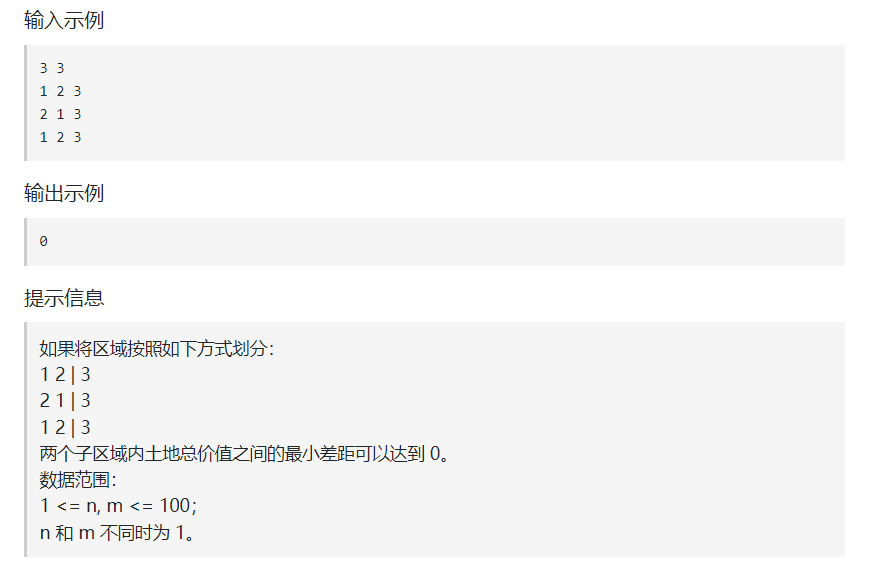 输入示例
3 3
1 2 3
2 1 3
1 2 3
输出示例
0
提示信息
如果将区域按照如下方式划分：
1 2 | 3
2 1 | 3
1 2 | 3
两个子区域内土地总价值之间的最小差距可以达到 0。
数据范围：
1 <= n, m <= 100；
n 和 m 不同时为 1。